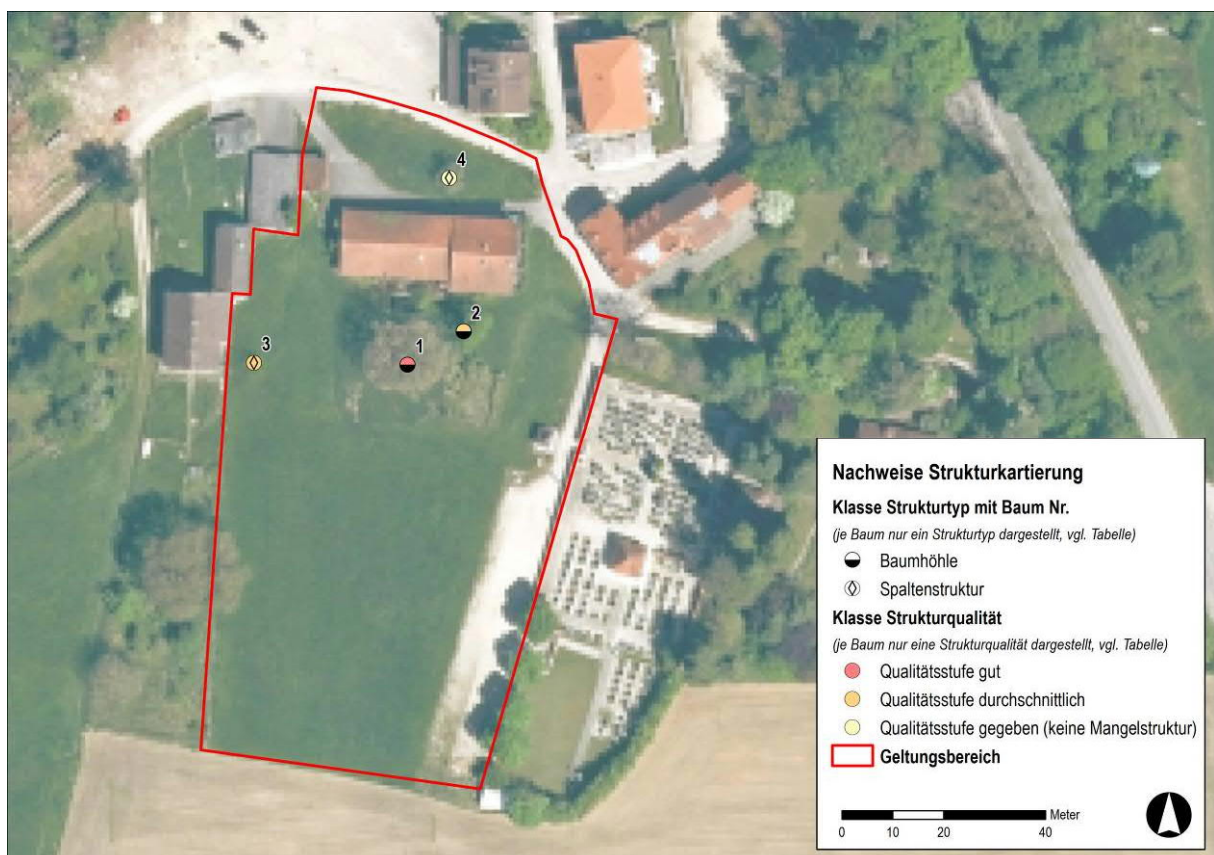 4
2
1
3
Nachweise Strukturkartierung
Klasse Strukturtyp mit Baum Nr.
(je Baum nur ein Strukturtyp dargestellt, vgl. Tabelle)
Baumhöhle
Spaltenstruktur
Klasse Strukturqualität
(je Baum nur eine Strukturqualität dargestellt, vgl. Tabelle)
Qualitätsstufe gut
Qualitätsstufe durchschnittlich
Qualitätsstufe gegeben (keine Mangelstruktur)
Geltungsbereich
Meter
0 10 20 40